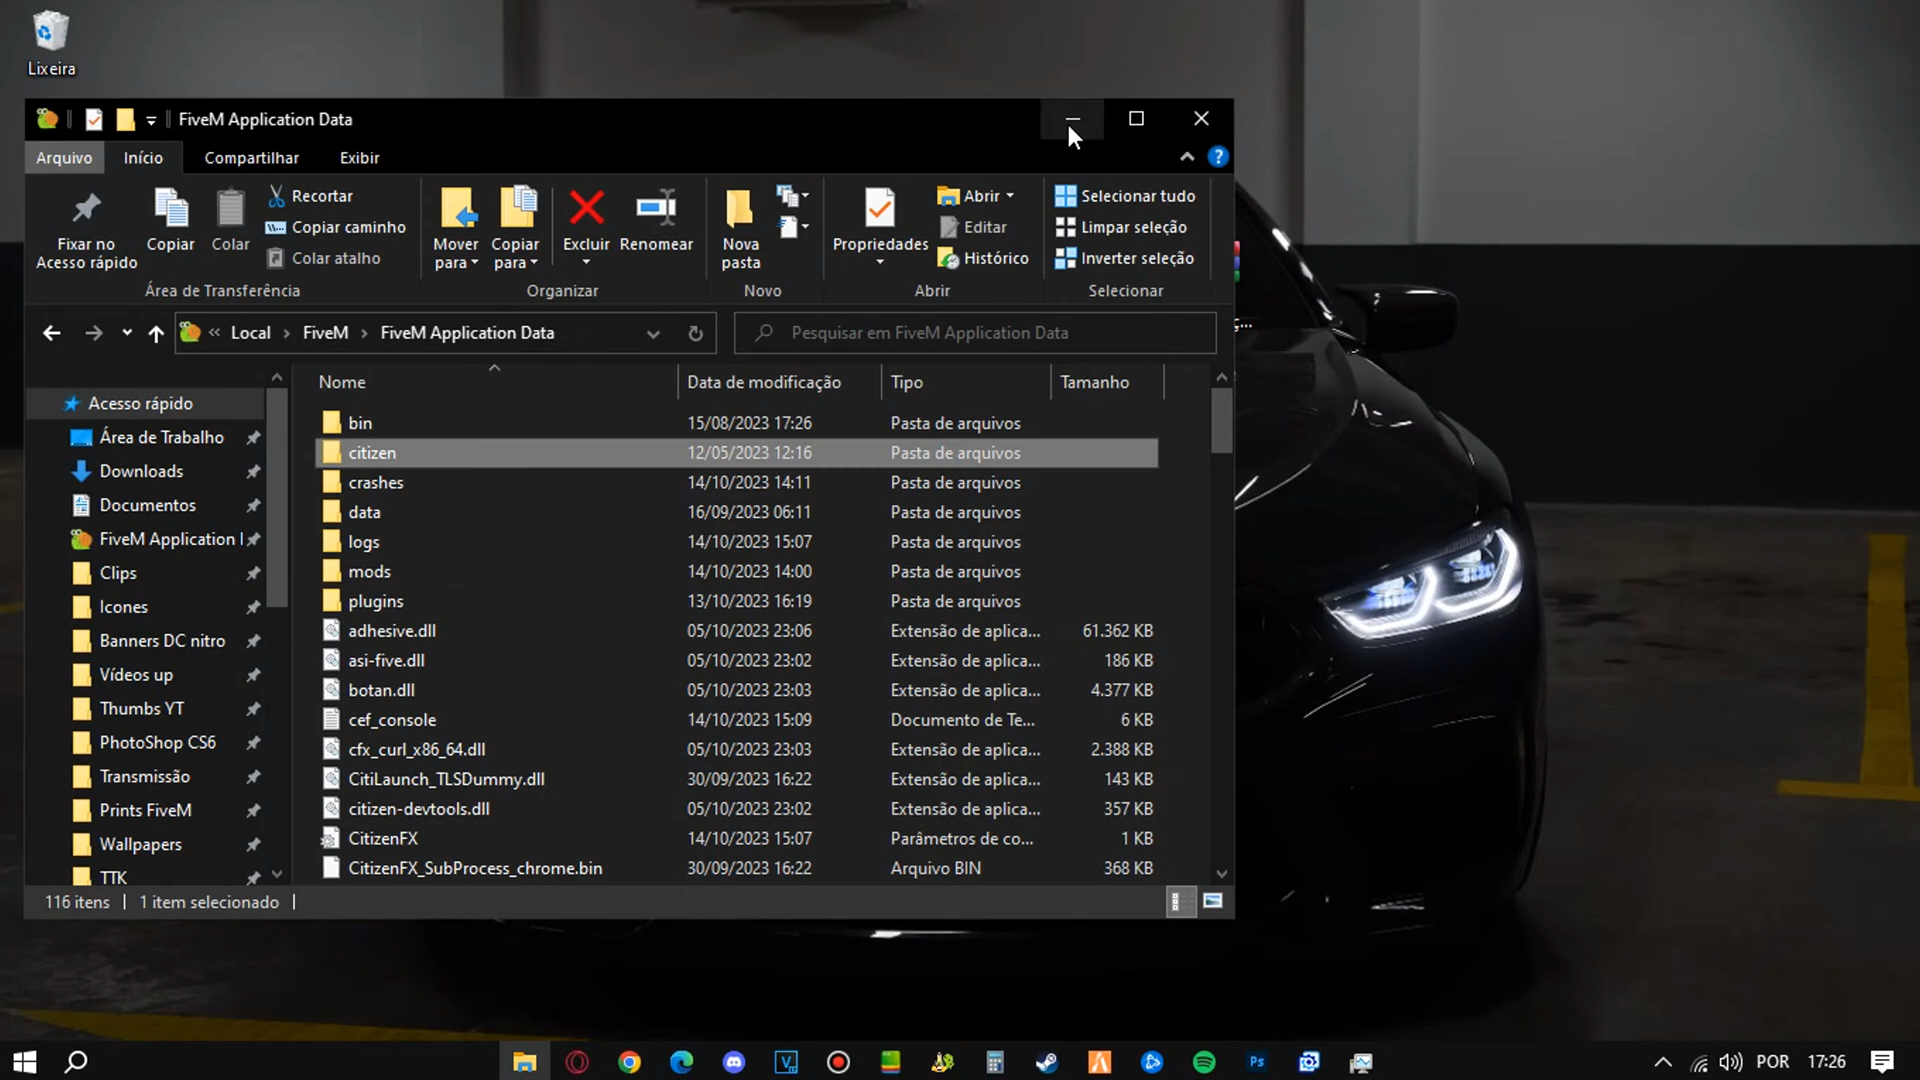 Lixeira
FiveM Application Data
Arquivo Início Compartilhar Exibir
Fixar no
Acesso rápido
Copiar
Colar
Recortar
Copiar caminho
Colar atalho
Mover
para
Copiar
para
Excluir
Renomear
Nova
pasta
Propriedades
Abrir
Editar
Histórico
Selecionar tudo
Limpar seleção
Inverter seleção
Área de Transferência Organizar Novo Abrir Selecionar
« Local › FiveM › FiveM Application Data
Pesquisar em FiveM Application Data
Acesso rápido
Área de Trabalho
Downloads
Documentos
FiveM Application
Clips
Icones
Banners DC nitro
Vídeos up
Thumbs YT
PhotoShop CS6
Transmissão
Prints FiveM
Wallpapers
TTK
Nome Data de modificação Tipo Tamanho
bin 15/08/2023 17:26 Pasta de arquivos
citizen 12/05/2023 12:16 Pasta de arquivos
crashes 14/10/2023 14:11 Pasta de arquivos
data 16/09/2023 06:11 Pasta de arquivos
logs 14/10/2023 15:07 Pasta de arquivos
mods 14/10/2023 14:00 Pasta de arquivos
plugins 13/10/2023 16:19 Pasta de arquivos
adhesive.dll 05/10/2023 23:06 Extensão de aplica... 61.362 KB
asi-five.dll 05/10/2023 23:02 Extensão de aplica... 186 KB
botan.dll 05/10/2023 23:03 Extensão de aplica... 4.377 KB
cef_console 14/10/2023 15:09 Documento de Te... 6 KB
cfx_curl_x86_64.dll 05/10/2023 23:03 Extensão de aplica... 2.388 KB
CitiLaunch_TLSDummy.dll 30/09/2023 16:22 Extensão de aplica... 143 KB
citizen-devtools.dll 05/10/2023 23:02 Extensão de aplica... 357 KB
CitizenFX 14/10/2023 15:07 Parâmetros de co... 1 KB
CitizenFX_SubProcess_chrome.bin 30/09/2023 16:22 Arquivo BIN 368 KB
116 itens 1 item selecionado
Ps
POR 17:26